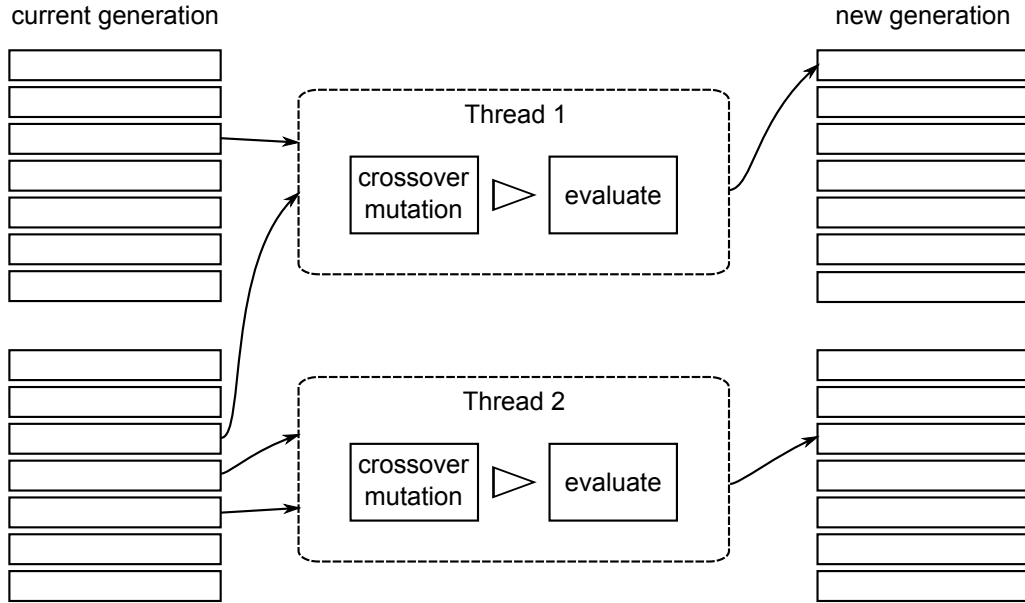 current generation
new generation
Thread 1
crossover
mutation
evaluate
Thread 2
crossover
mutation
evaluate